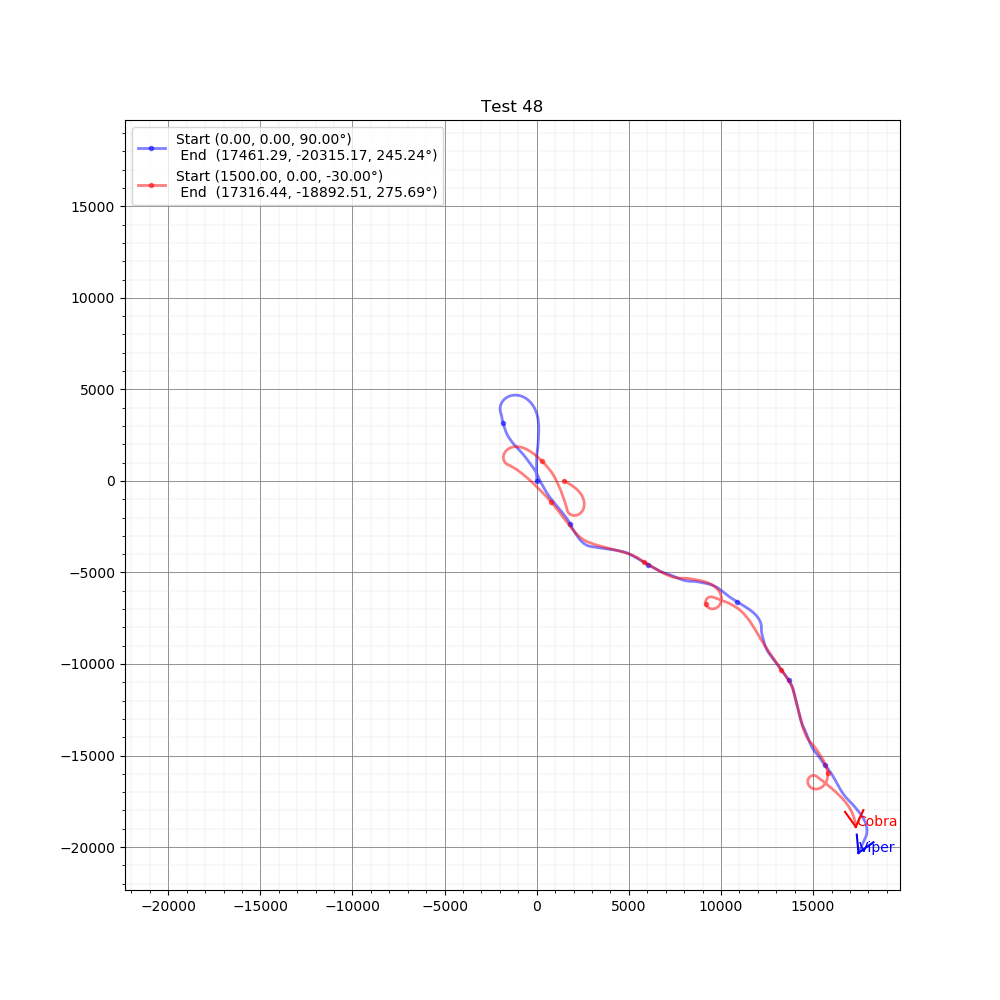 Test 48
Start (0.00, 0.00, 90.00°)
End (17461.29, -20315.17, 245.24°)
Start (1500.00, 0.00, -30.00°)
End (17316.44, -18892.51, 275.69°)
15000
10000
5000
0
−5000
−10000
−15000
−20000
Cobra
Viper
−20000 −15000 −10000 −5000 0 5000 10000 15000